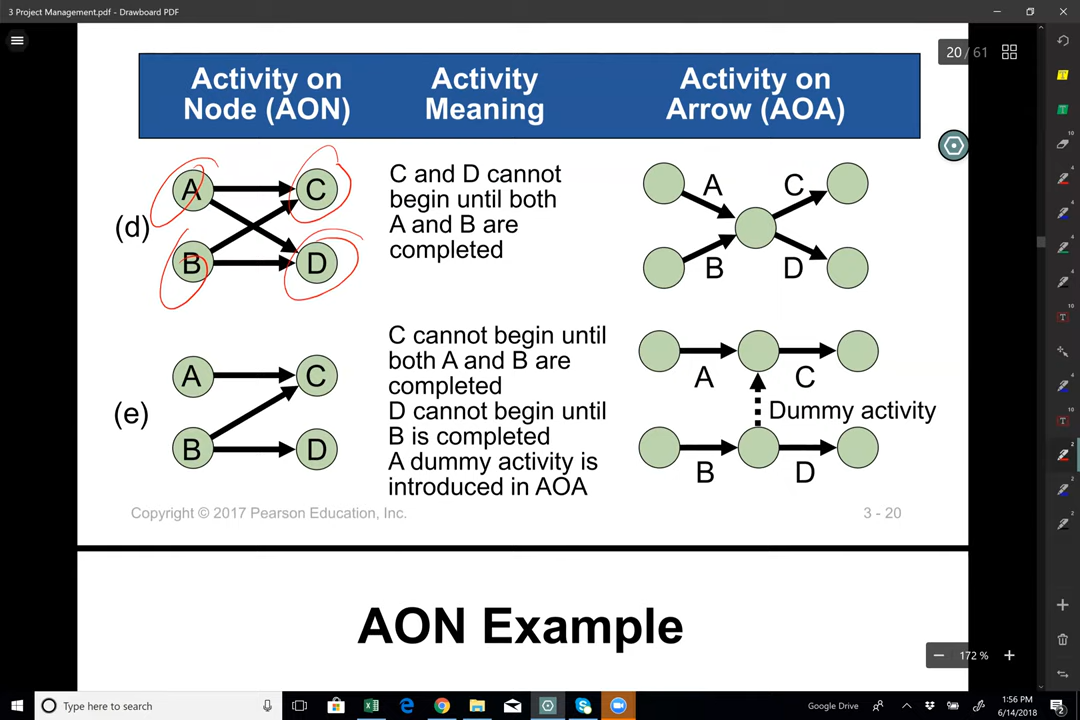 3 Project Management.pdf - Drawboard PDF
20 / 61
Activity on
Node (AON)
Activity
Meaning
Activity on
Arrow (AOA)
(d)
A
C
B
D
C and D cannot
begin until both
A and B are
completed
A
C
B
D
(e)
A
C
B
D
C cannot begin until
both A and B are
completed
D cannot begin until
B is completed
A dummy activity is
introduced in AOA
A
C
Dummy activity
B
D
Copyright © 2017 Pearson Education, Inc.
3 - 20
AON Example
172 %
Type here to search
Google Drive
1:56 PM
6/14/2018